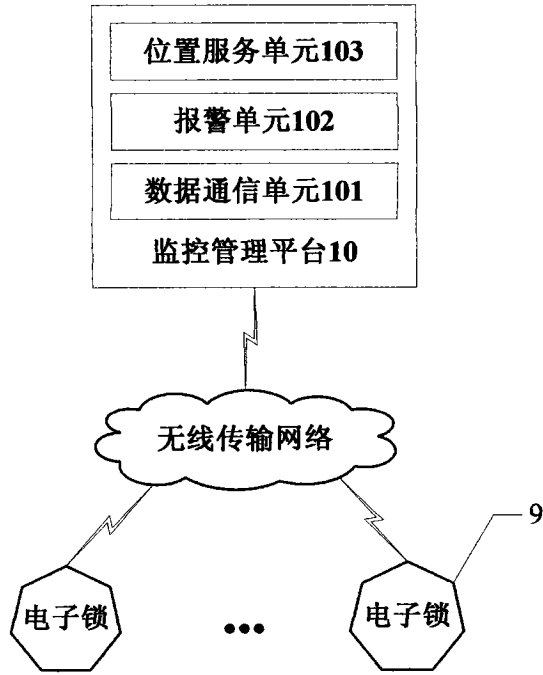 位置服务单元103
报警单元102
数据通信单元101
监控管理平台10
无线传输网络
9
电子锁
电子锁